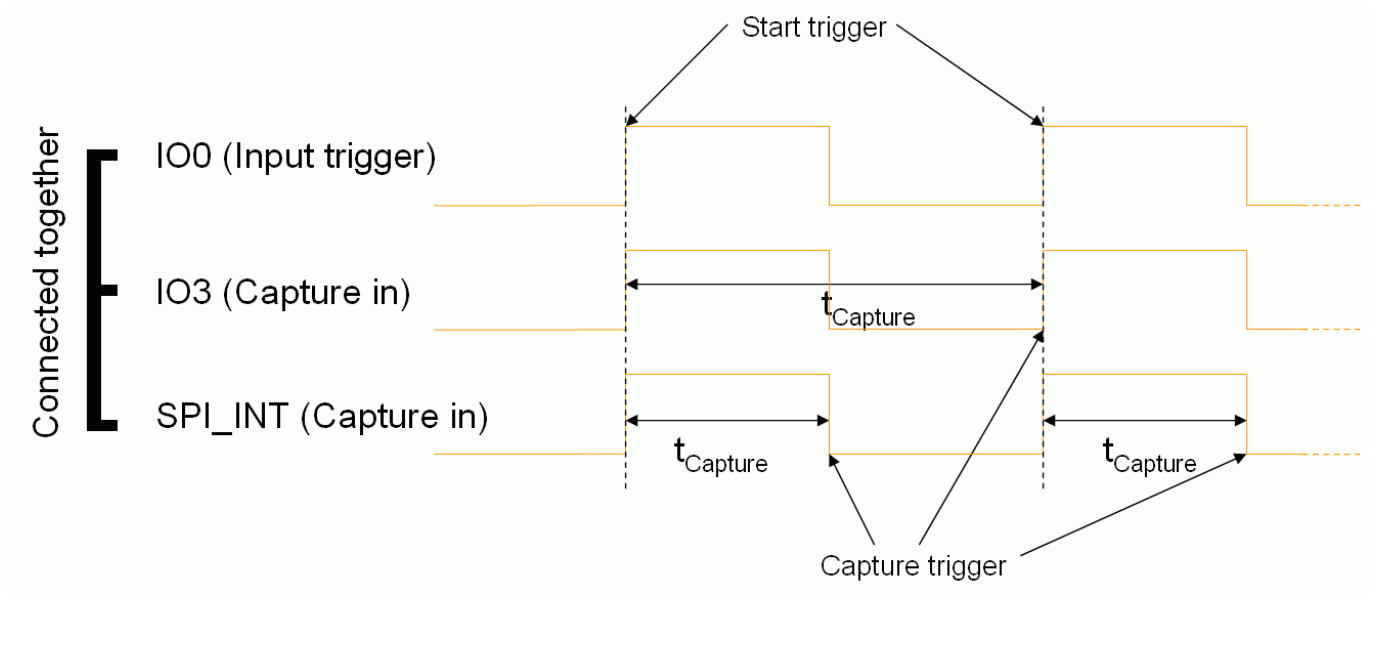 Start trigger
Connected together
IO0 (Input trigger)
IO3 (Capture in)
tCapture
SPI_INT (Capture in)
tCapture
tCapture
Capture trigger